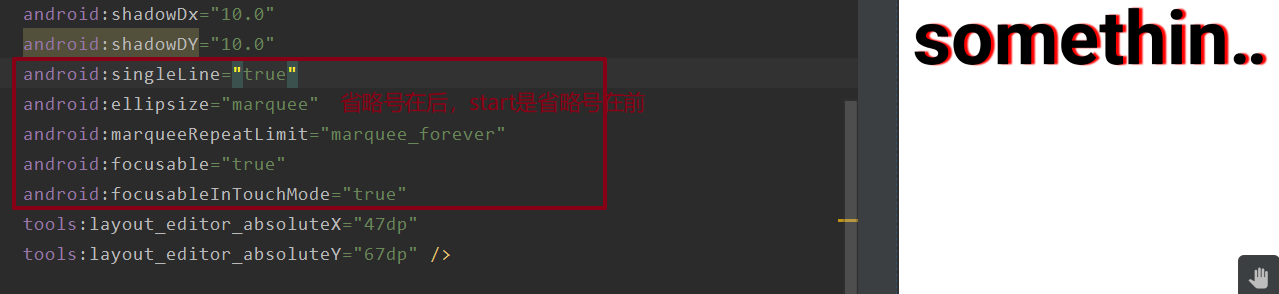 android:shadowDx="10.0"
android:shadowDY="10.0"
android:singleLine="true"
android:ellipsize="marquee" 省略号在后，start是省略号在前
android:marqueeRepeatLimit="marquee_forever"
android:focusable="true"
android:focusableInTouchMode="true"
tools:layout_editor_absoluteX="47dp"
tools:layout_editor_absoluteY="67dp" />
somethin..